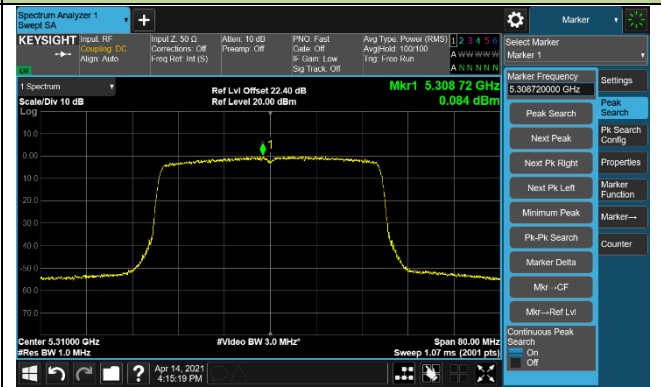 Spectrum Analyzer 1
Swept SA
Marker
KEYSIGHT
Input: RF
Coupling: DC
Align: Auto
Input Z: 50 Ω
Corrections: Off
Freq Ref: Int (S)
Atten: 10 dB
Preamp: Off
PNO: Fast
Gate: Off
IF Gain: Low
Sig Track: Off
Avg Type: Power (RMS)
Avg|Hold: 100/100
Trig: Free Run
1 2 3 4 5 6
A W W W W W
A N N N N N
Select Marker
Marker 1
LXI
1 Spectrum
Ref Lvl Offset 22.40 dB
Mkr1 5.308 72 GHz
Scale/Div 10 dB
Ref Level 20.00 dBm
0.084 dBm
Log
10.0
0.00
-10.0
-20.0
-30.0
-40.0
-50.0
-60.0
-70.0
1
Center 5.31000 GHz
#Video BW 3.0 MHz*
Span 80.00 MHz
#Res BW 1.0 MHz
Sweep 1.07 ms (2001 pts)
Marker Frequency
5.308720000 GHz
Peak Search
Next Peak
Next Pk Right
Next Pk Left
Minimum Peak
Pk-Pk Search
Marker Delta
Mkr→CF
Mkr→Ref Lvl
Continuous Peak
Search
On
Off
Settings
Peak
Search
Pk Search
Config
Properties
Marker
Function
Marker→
Counter
Apr 14, 2021
4:15:19 PM